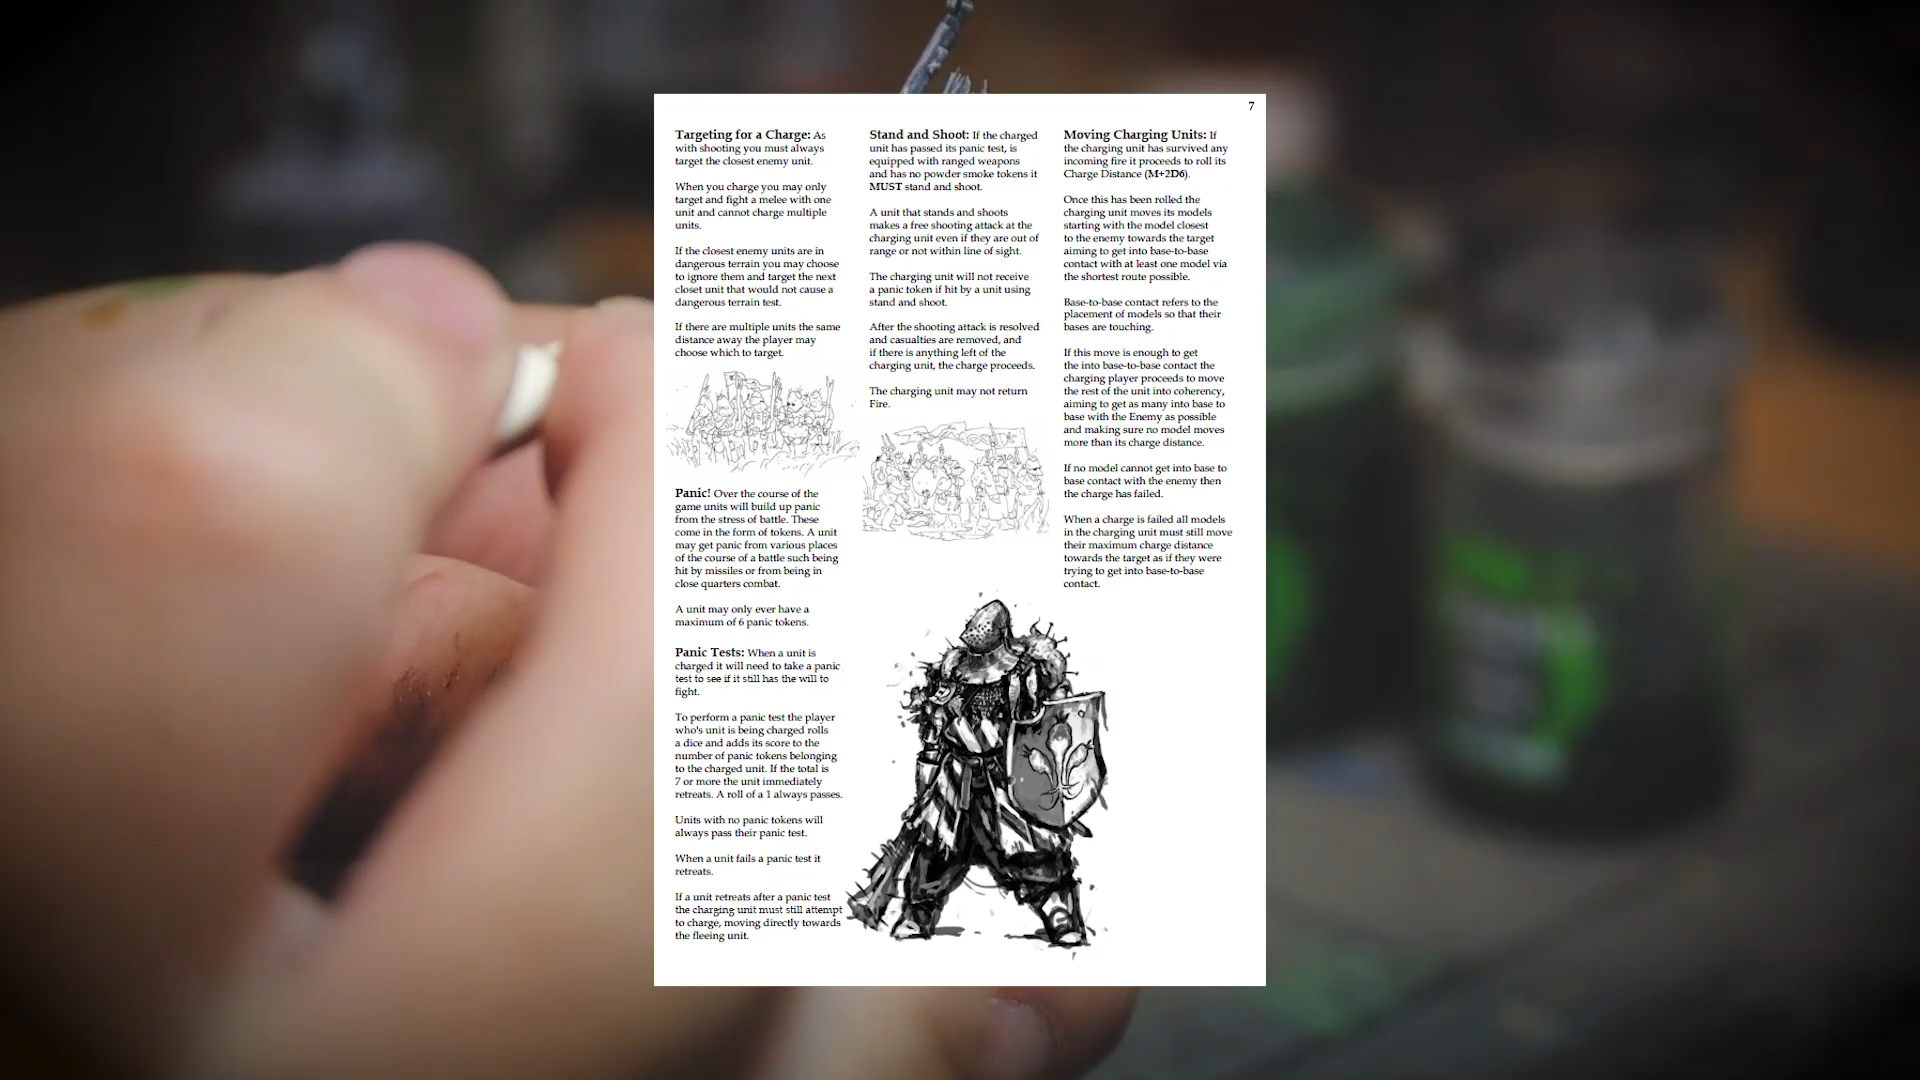 7
Targeting for a Charge: As
with shooting you must always
target the closest enemy unit.
When you charge you may only
target and fight a melee with one
unit and cannot charge multiple
units.
If the closest enemy units are in
dangerous terrain you may choose
to ignore them and target the next
closet unit that would not cause a
dangerous terrain test.
If there are multiple units the same
distance away the player may
choose which to target.
Panic! Over the course of the
game units will build up panic
from the stress of battle. These
come in the form of tokens. A unit
may get panic from various places
of the course of a battle such being
hit by missiles or from being in
close quarters combat.
A unit may only ever have a
maximum of 6 panic tokens.
Panic Tests: When a unit is
charged it will need to take a panic
test to see if it still has the will to
fight.
To perform a panic test the player
who's unit is being charged rolls
a dice and adds its score to the
number of panic tokens belonging
to the charged unit. If the total is
7 or more the unit immediately
retreats. A roll of a 1 always passes.
Units with no panic tokens will
always pass their panic test.
When a unit fails a panic test it
retreats.
If a unit retreats after a panic test
the charging unit must still attempt
to charge, moving directly towards
the fleeing unit.
Stand and Shoot: If the charged
unit has passed its panic test, is
equipped with ranged weapons
and has no powder smoke tokens it
MUST stand and shoot.
A unit that stands and shoots
makes a free shooting attack at the
charging unit even if they are out of
range or not within line of sight.
The charging unit will not receive
a panic token if hit by a unit using
stand and shoot.
After the shooting attack is resolved
and casualties are removed, and
if there is anything left of the
charging unit, the charge proceeds.
The charging unit may not return
Fire.
Moving Charging Units: If
the charging unit has survived any
incoming fire it proceeds to roll its
Charge Distance (M+2D6).
Once this has been rolled the
charging unit moves its models
starting with the model closest
to the enemy towards the target
aiming to get into base-to-base
contact with at least one model via
the shortest route possible.
Base-to-base contact refers to the
placement of models so that their
bases are touching.
If this move is enough to get
the into base-to-base contact the
charging player proceeds to move
the rest of the unit into coherency,
aiming to get as many into base to
base with the Enemy as possible
and making sure no model moves
more than its charge distance.
If no model cannot get into base to
base contact with the enemy then
the charge has failed.
When a charge is failed all models
in the charging unit must still move
their maximum charge distance
towards the target as if they were
trying to get into base-to-base
contact.